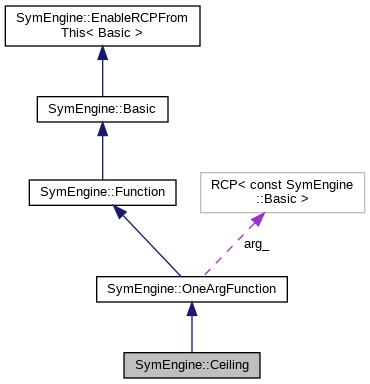 SymEngine::EnableRCPFrom
This< Basic >
SymEngine::Basic
SymEngine::Function
RCP< const SymEngine
::Basic >
arg_
SymEngine::OneArgFunction
SymEngine::Ceiling